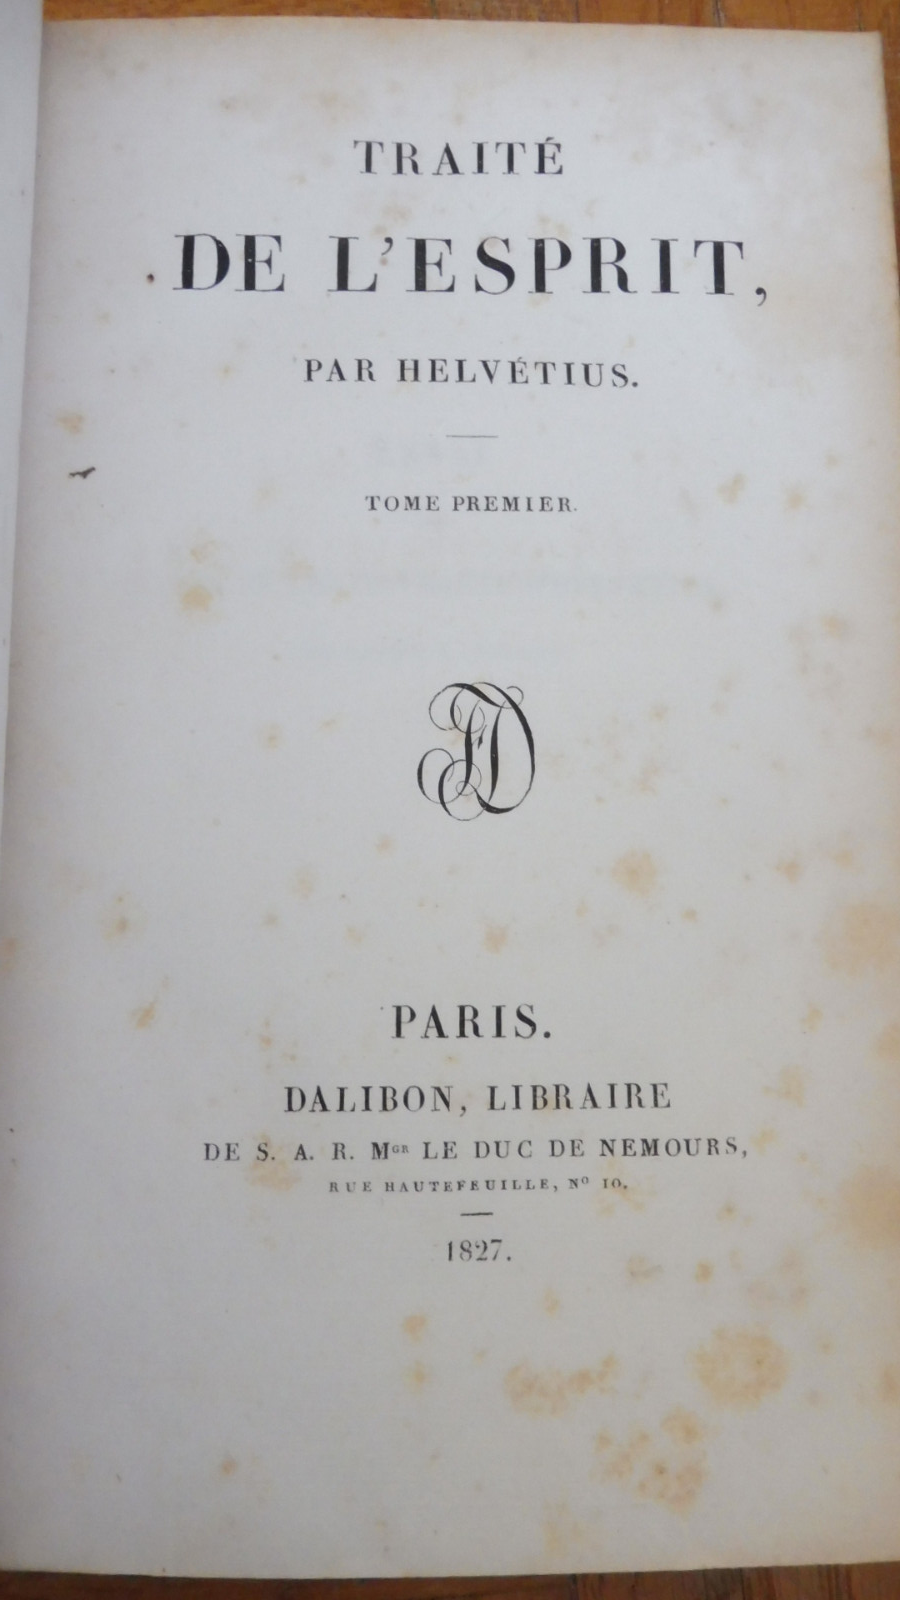 TRAITÉ
DE L'ESPRIT,
PAR HELVÉTIUS.
TOME PREMIER.
FD
PARIS.
DALIBON, LIBRAIRE
DE S. A. R. MGR LE DUC DE NEMOURS,
RUE HAUTEFEUILLE, Nº 10.
1827.